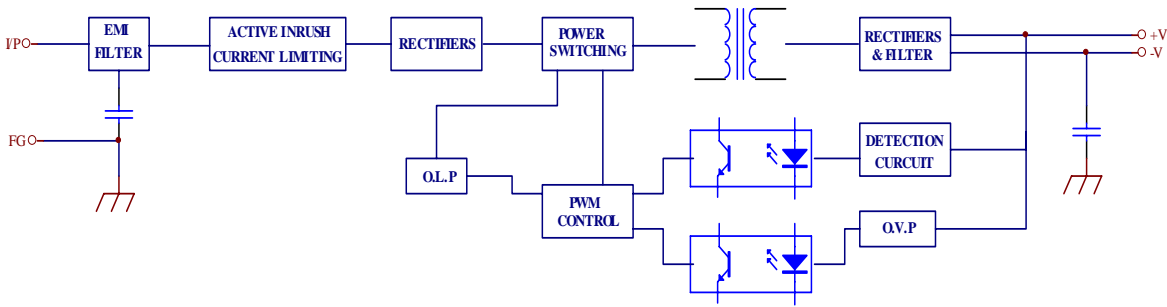 I/P
EMI
FILTER
ACTIVE INRUSH
CURRENT LIMITING
RECTIFIERS
POWER
SWITCHING
RECTIFIERS
& FILTER
+V
-V
FG
O.L.P
PWM
CONTROL
DETECTION
CURCUIT
O.V.P